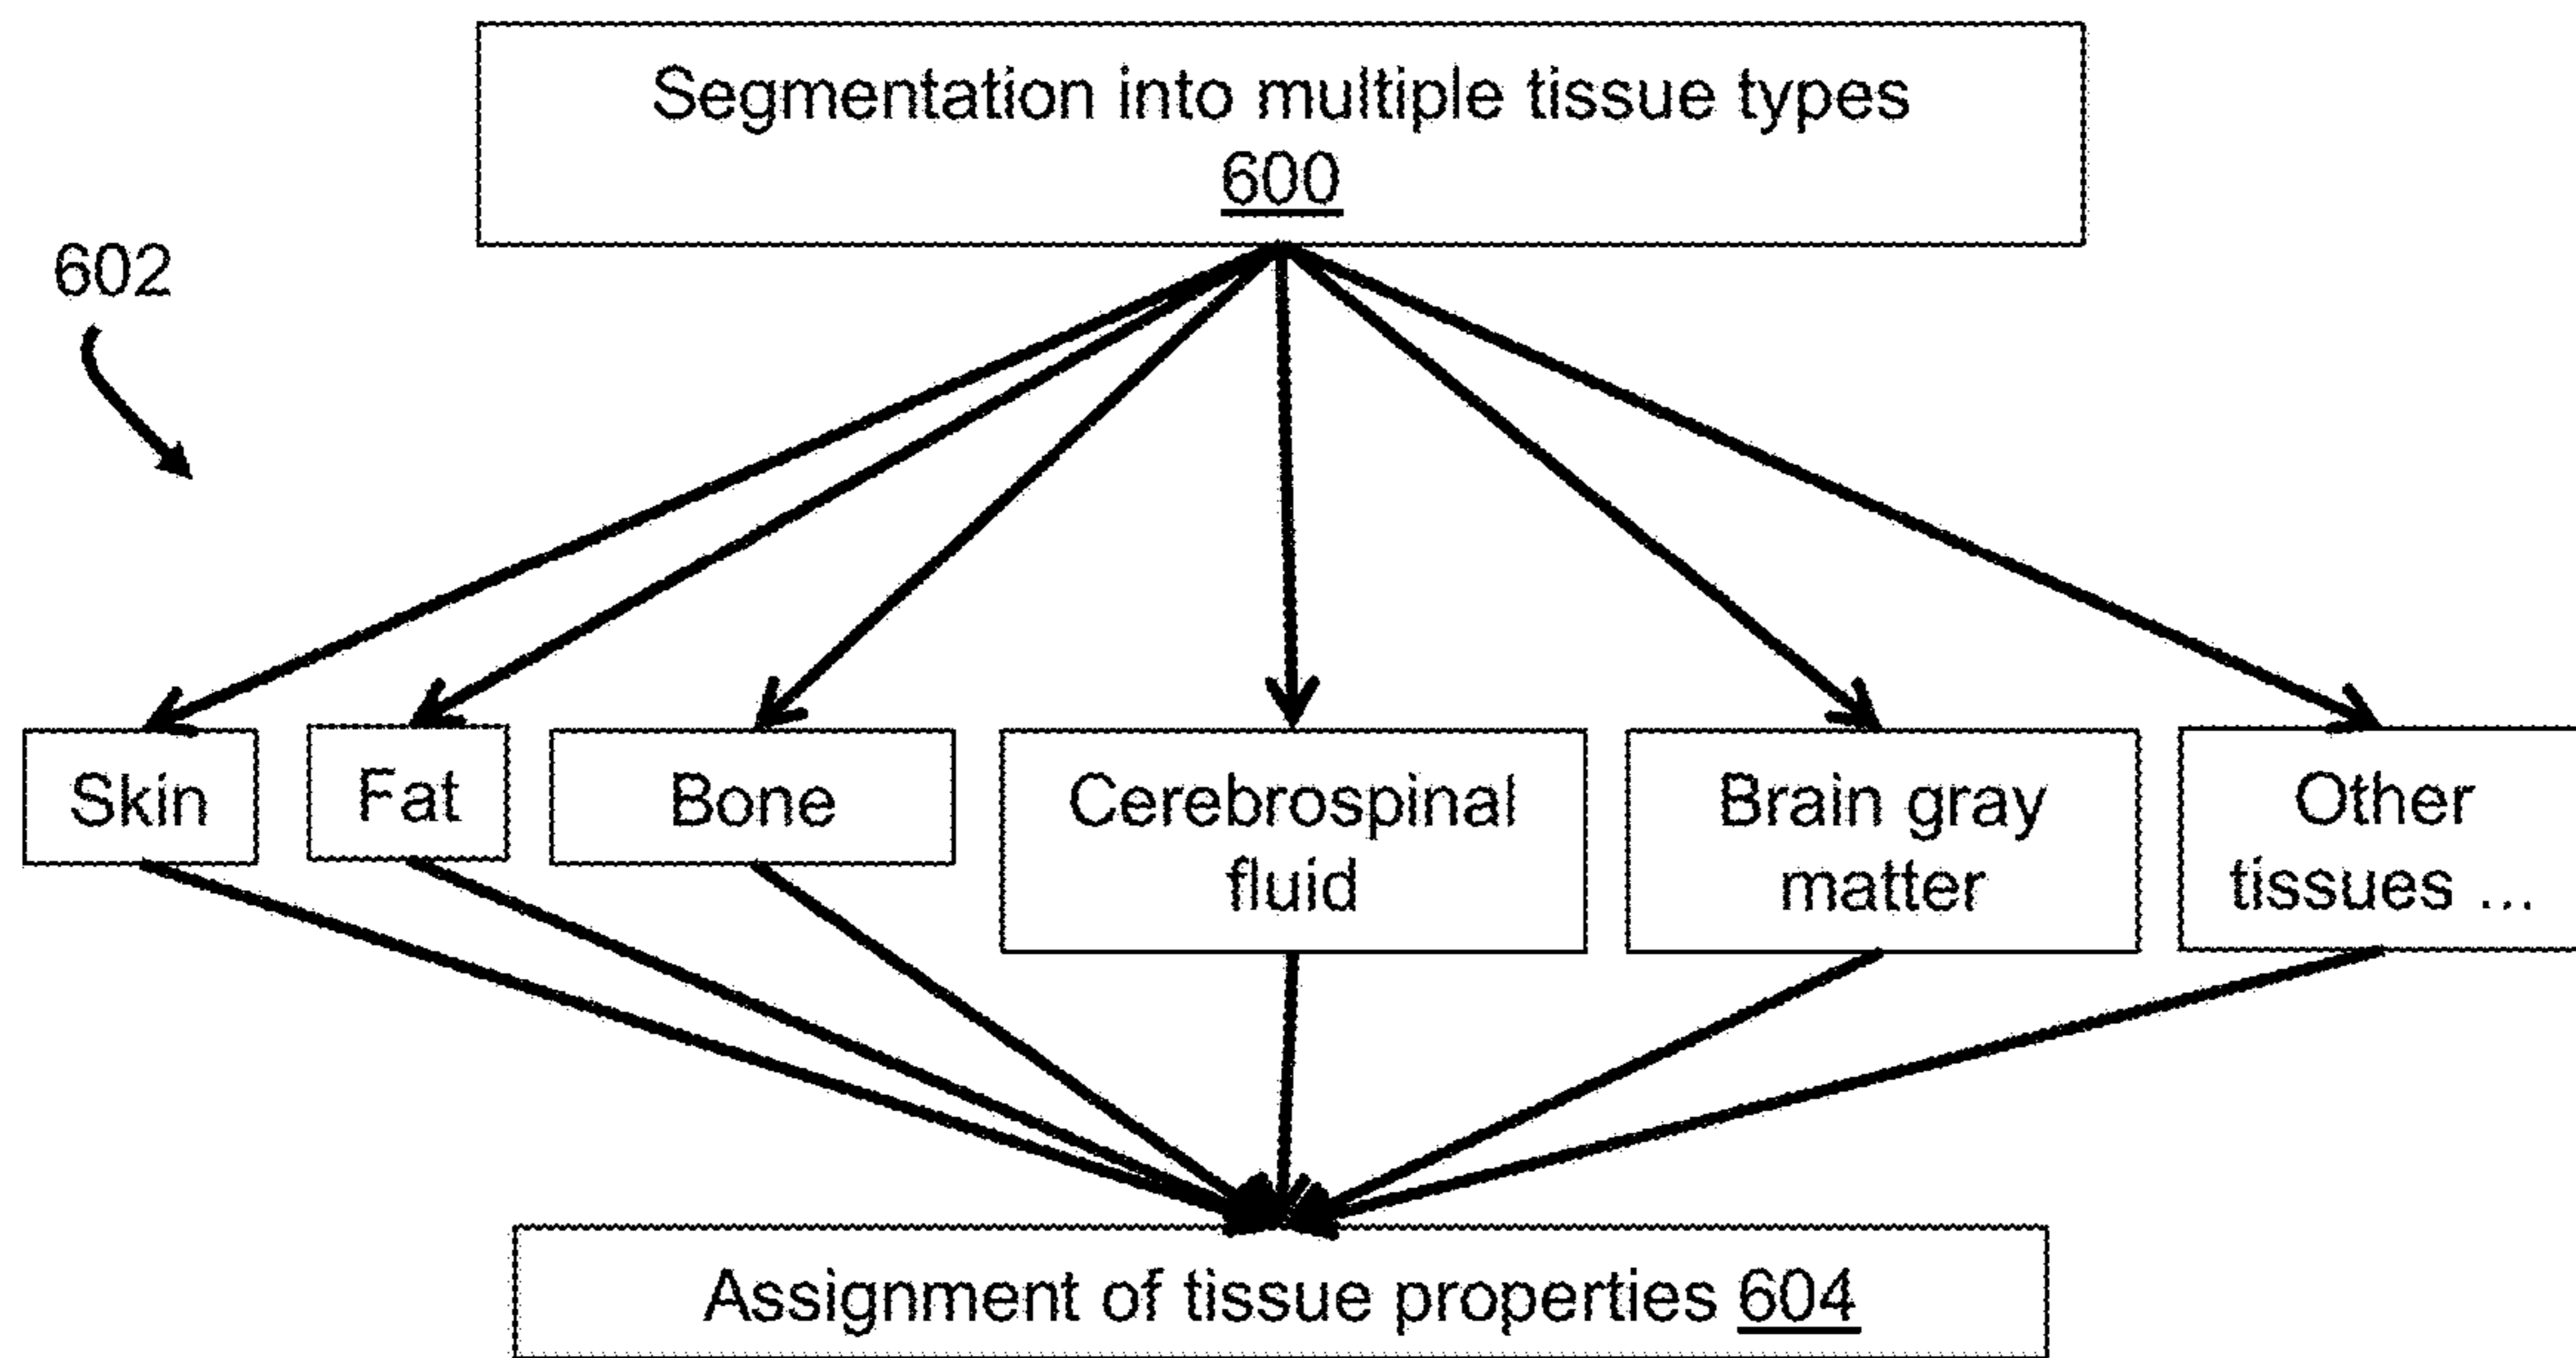 Segmentation into multiple tissue types
600
602
Skin
Fat
Bone
Cerebrospinal
fluid
Brain gray
matter
Other
tissues ...
Assignment of tissue properties 604